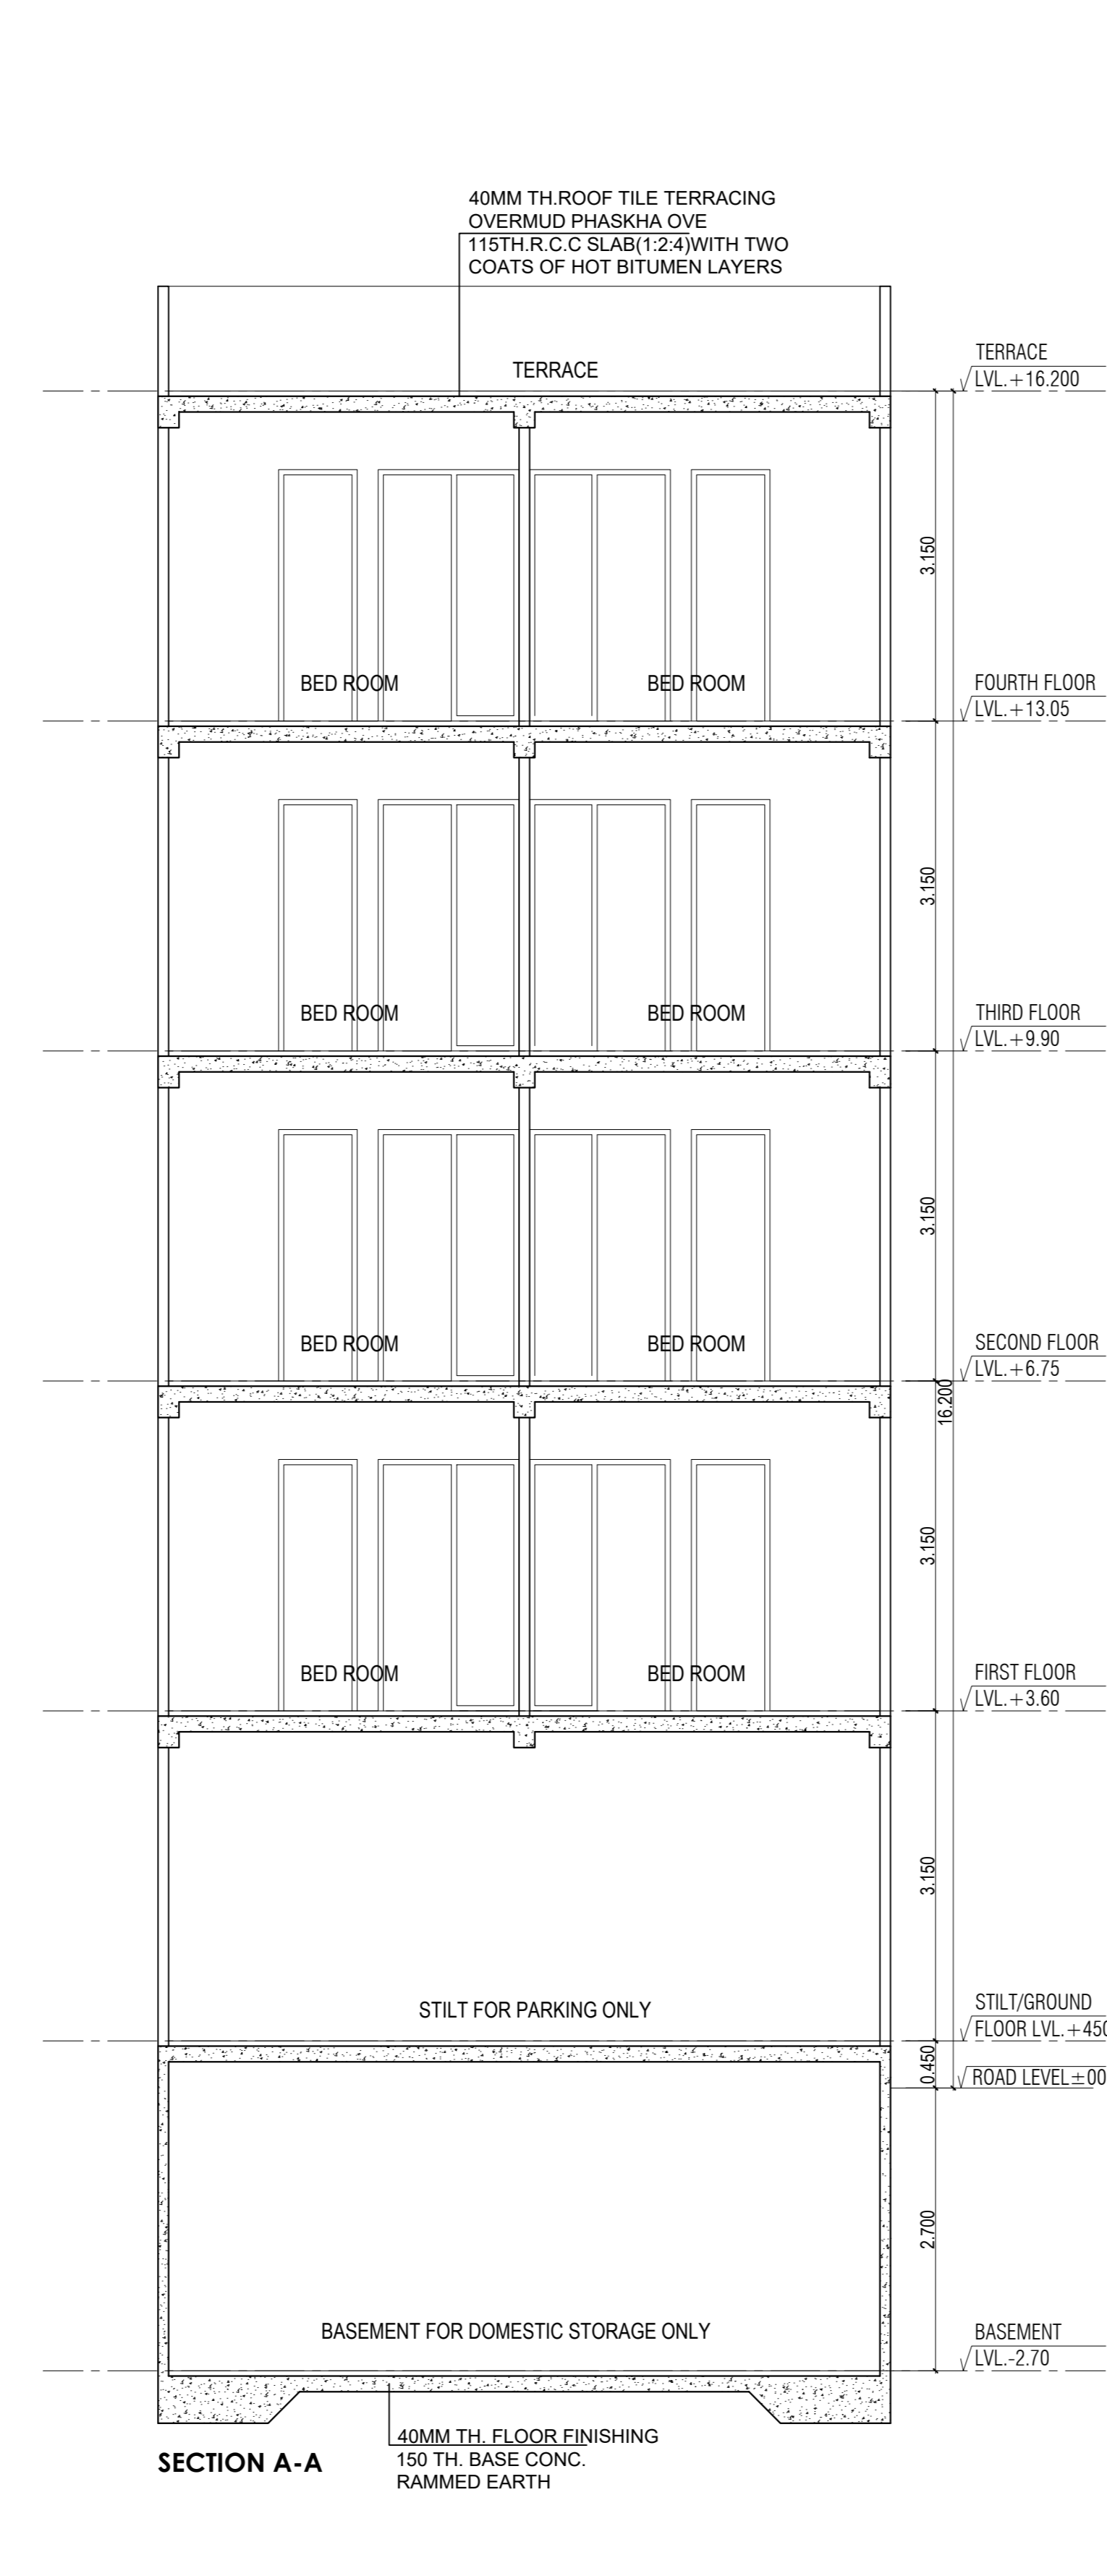 40MM TH.ROOF TILE TERRACING
OVERMUD PHASKHA OVE
115TH.R.C.C SLAB(1:2:4)WITH TWO
COATS OF HOT BITUMEN LAYERS
TERRACE
TERRACE
LVL.+16.200
3.150
BED ROOM
BED ROOM
FOURTH FLOOR
LVL.+13.05
3.150
BED ROOM
BED ROOM
THIRD FLOOR
LVL.+9.90
3.150
BED ROOM
BED ROOM
SECOND FLOOR
LVL.+6.75
16.200
3.150
BED ROOM
BED ROOM
FIRST FLOOR
LVL.+3.60
3.150
STILT FOR PARKING ONLY
STILT/GROUND
FLOOR LVL.+450
0.450
ROAD LEVEL±00
2.700
BASEMENT FOR DOMESTIC STORAGE ONLY
BASEMENT
LVL.-2.70
40MM TH. FLOOR FINISHING
150 TH. BASE CONC.
RAMMED EARTH
SECTION A-A